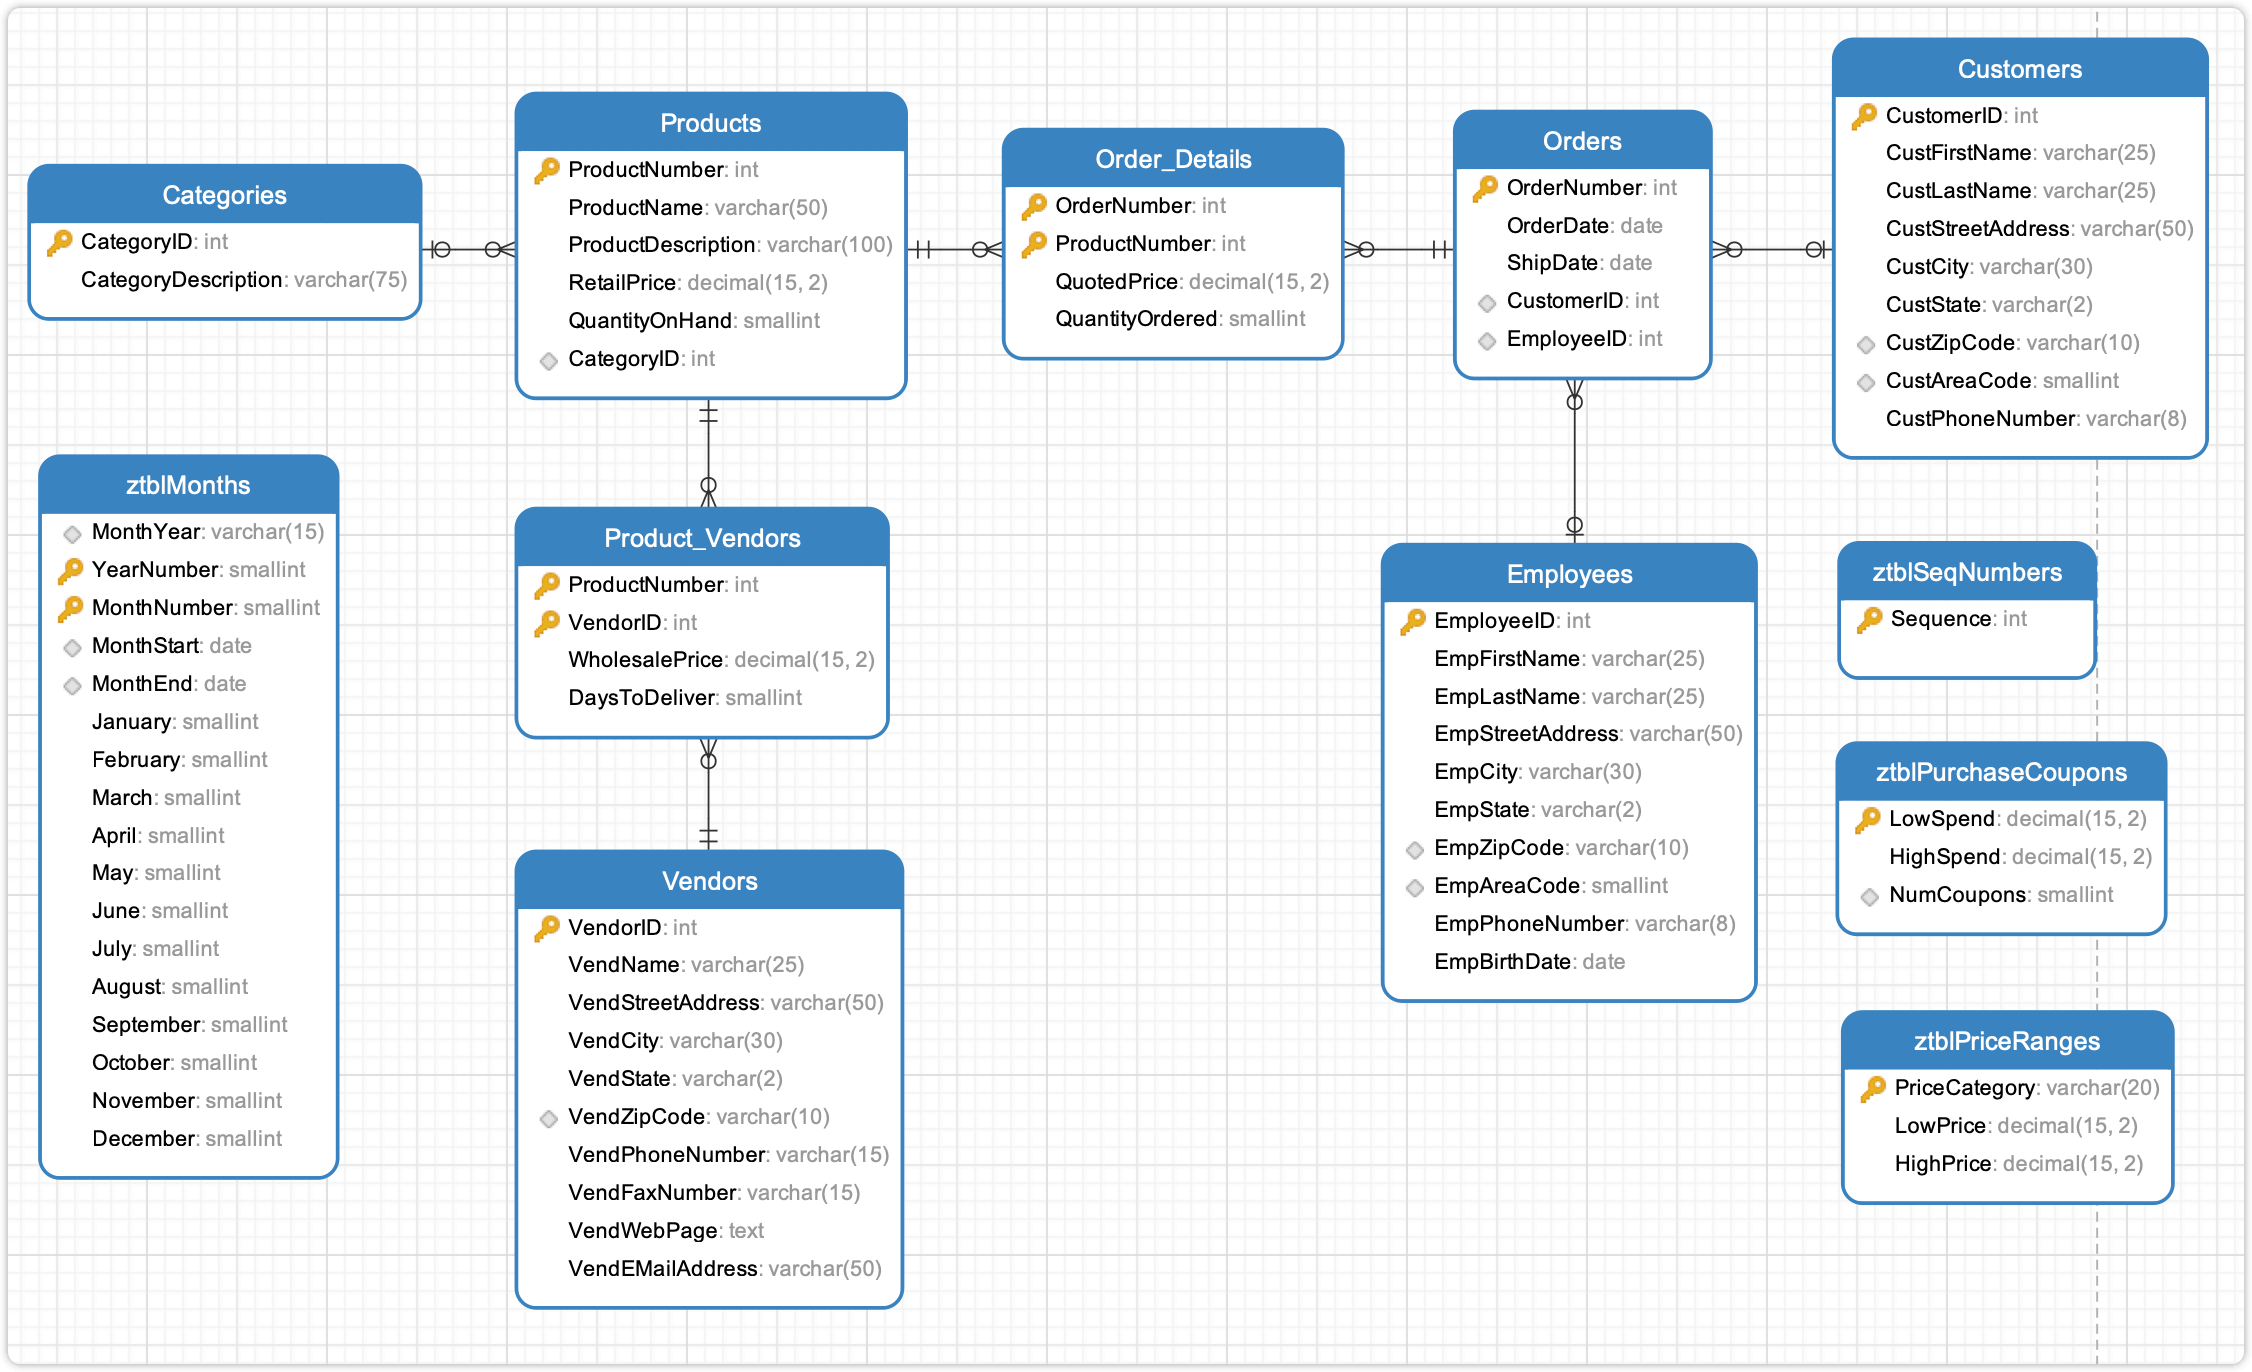 Categories
CategoryID: int
CategoryDescription: varchar(75)
Products
ProductNumber: int
ProductName: varchar(50)
ProductDescription: varchar(100)
RetailPrice: decimal(15, 2)
QuantityOnHand: smallint
CategoryID: int
Order_Details
OrderNumber: int
ProductNumber: int
QuotedPrice: decimal(15, 2)
QuantityOrdered: smallint
Orders
OrderNumber: int
OrderDate: date
ShipDate: date
CustomerID: int
EmployeeID: int
Customers
CustomerID: int
CustFirstName: varchar(25)
CustLastName: varchar(25)
CustStreetAddress: varchar(50)
CustCity: varchar(30)
CustState: varchar(2)
CustZipCode: varchar(10)
CustAreaCode: smallint
CustPhoneNumber: varchar(8)
ztblMonths
MonthYear: varchar(15)
YearNumber: smallint
MonthNumber: smallint
MonthStart: date
MonthEnd: date
January: smallint
February: smallint
March: smallint
April: smallint
May: smallint
June: smallint
July: smallint
August: smallint
September: smallint
October: smallint
November: smallint
December: smallint
Product_Vendors
ProductNumber: int
VendorID: int
WholesalePrice: decimal(15, 2)
DaysToDeliver: smallint
Vendors
VendorID: int
VendName: varchar(25)
VendStreetAddress: varchar(50)
VendCity: varchar(30)
VendState: varchar(2)
VendZipCode: varchar(10)
VendPhoneNumber: varchar(15)
VendFaxNumber: varchar(15)
VendWebPage: text
VendEMailAddress: varchar(50)
Employees
EmployeeID: int
EmpFirstName: varchar(25)
EmpLastName: varchar(25)
EmpStreetAddress: varchar(50)
EmpCity: varchar(30)
EmpState: varchar(2)
EmpZipCode: varchar(10)
EmpAreaCode: smallint
EmpPhoneNumber: varchar(8)
EmpBirthDate: date
ztblSeqNumbers
Sequence: int
ztblPurchaseCoupons
LowSpend: decimal(15, 2)
HighSpend: decimal(15, 2)
NumCoupons: smallint
ztblPriceRanges
PriceCategory: varchar(20)
LowPrice: decimal(15, 2)
HighPrice: decimal(15, 2)